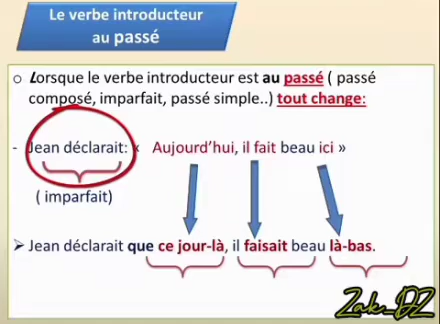 Le verbe introducteur
au passé
o Lorsque le verbe introducteur est au passé ( passé
composé, imparfait, passé simple..) tout change:
- Jean déclarait: « Aujourd'hui, il fait beau ici »
( imparfait)
➢ Jean déclarait que ce jour-là, il faisait beau là-bas.
Zak_DZ